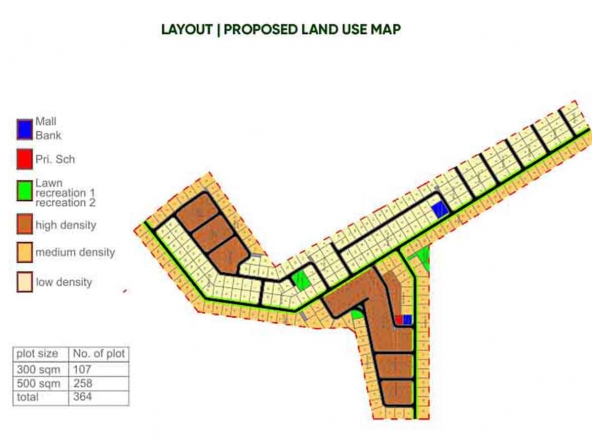 LAYOUT | PROPOSED LAND USE MAP
Mall
Bank
Pri. Sch
Lawn
recreation 1
recreation 2
high density
medium density
low density
plot size No. of plot
300 sqm 107
500 sqm 258
total 364